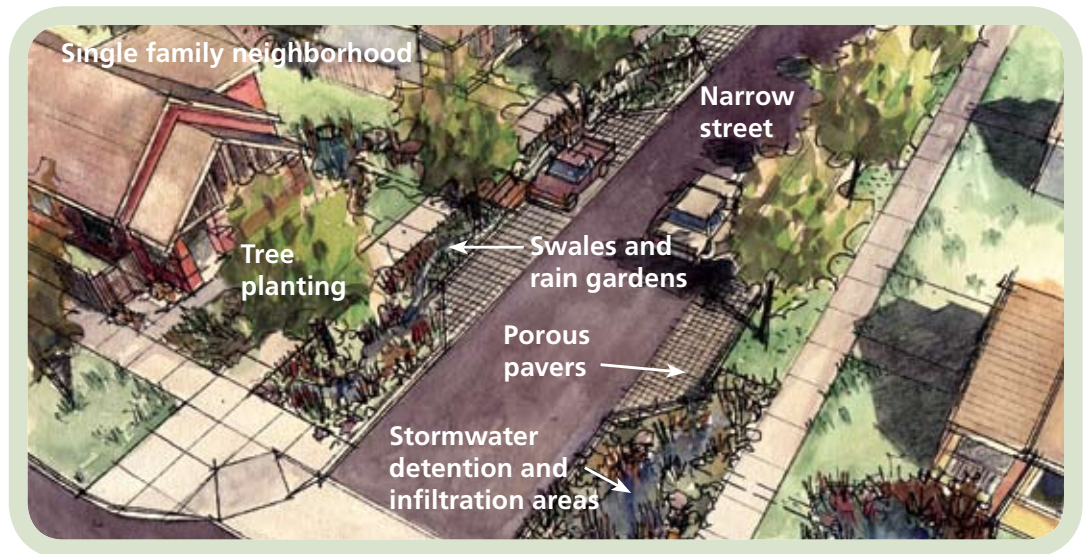 Single family neighborhood
Narrow
street
Tree
planting
Swales and
rain gardens
Porous
pavers
Stormwater
detention and
infiltration areas